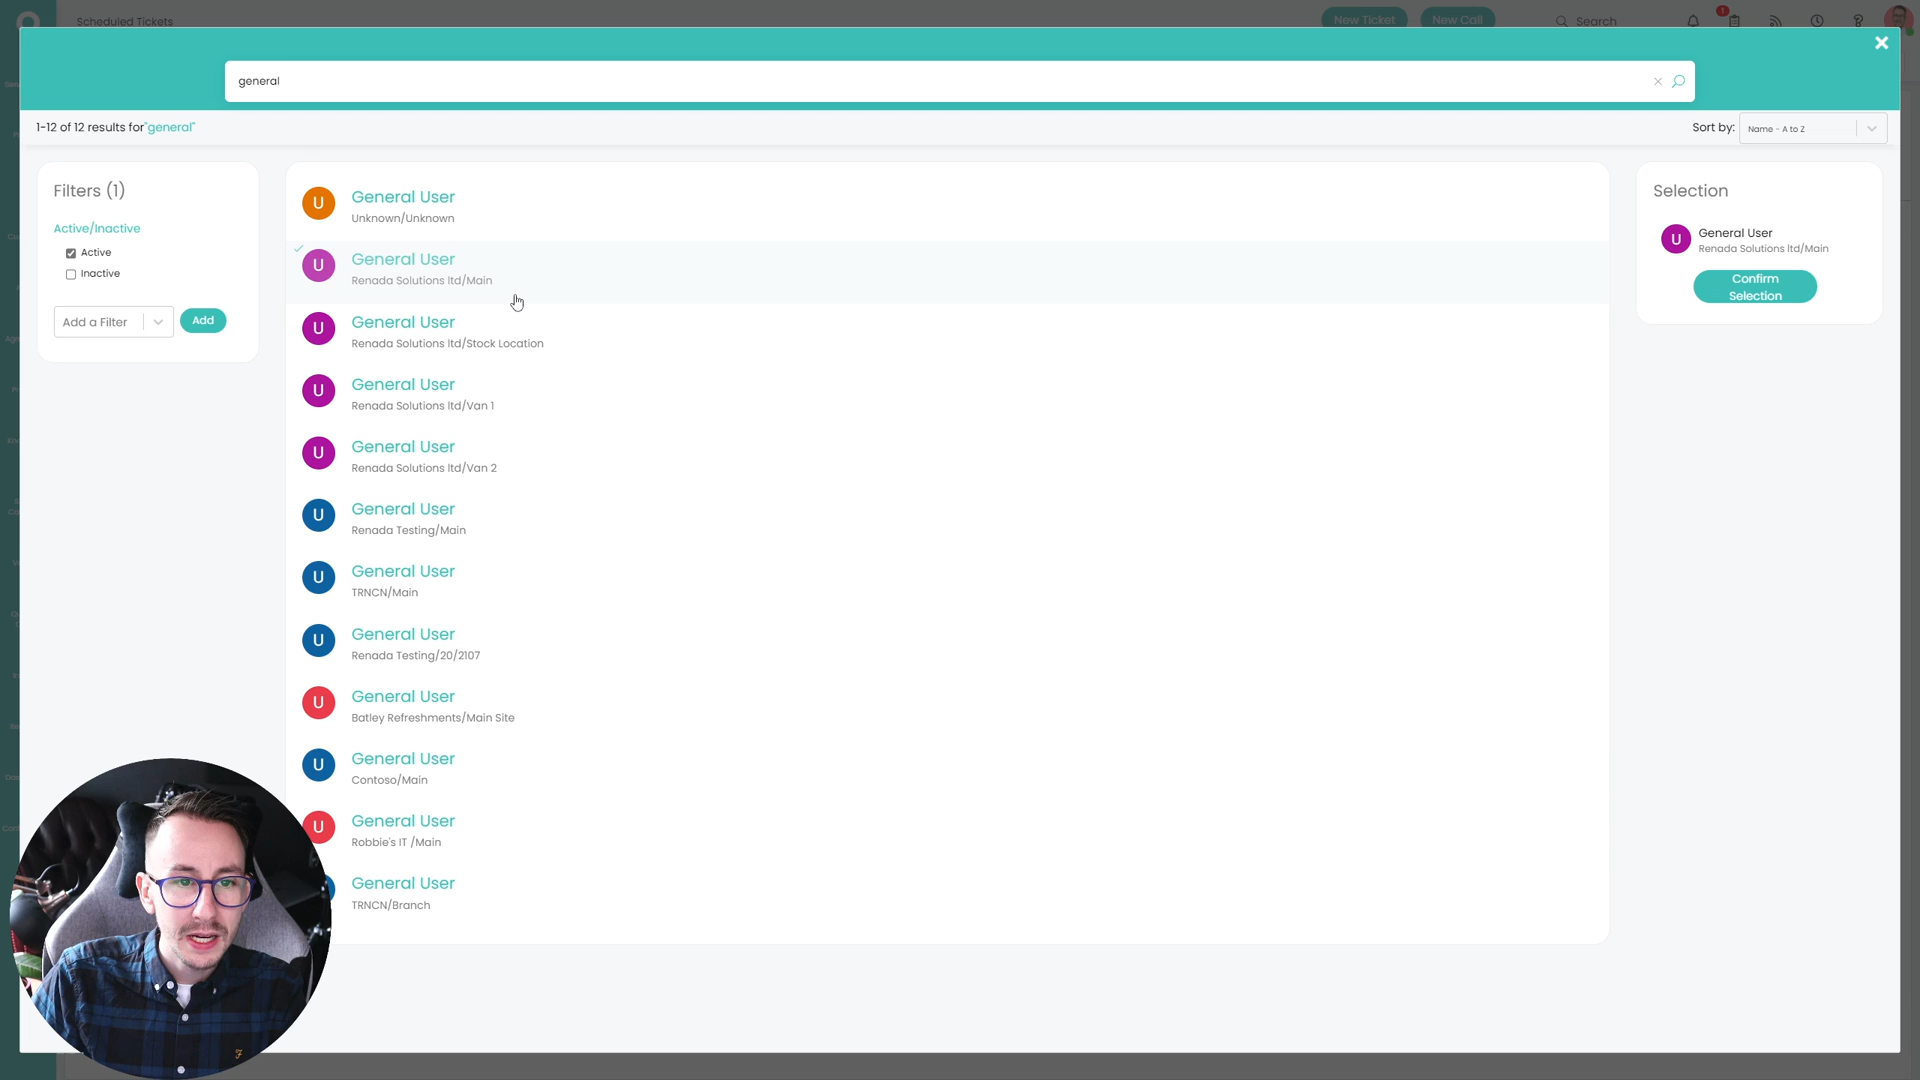 Scheduled Tickets
New Ticket
New Call
Search
1
general
1-12 of 12 results for"general"
Sort by:
Name - A to Z
Filters (1)
Active/Inactive
Active
Inactive
Add a Filter
Add
U
General User
Unknown/Unknown
U
General User
Renada Solutions ltd/Main
U
General User
Renada Solutions ltd/Stock Location
U
General User
Renada Solutions ltd/Van 1
U
General User
Renada Solutions ltd/Van 2
U
General User
Renada Testing/Main
U
General User
TRNCN/Main
U
General User
Renada Testing/20/2107
U
General User
Batley Refreshments/Main Site
U
General User
Contoso/Main
U
General User
Robbie's IT /Main
General User
TRNCN/Branch
Selection
U
General User
Renada Solutions ltd/Main
Confirm
Selection